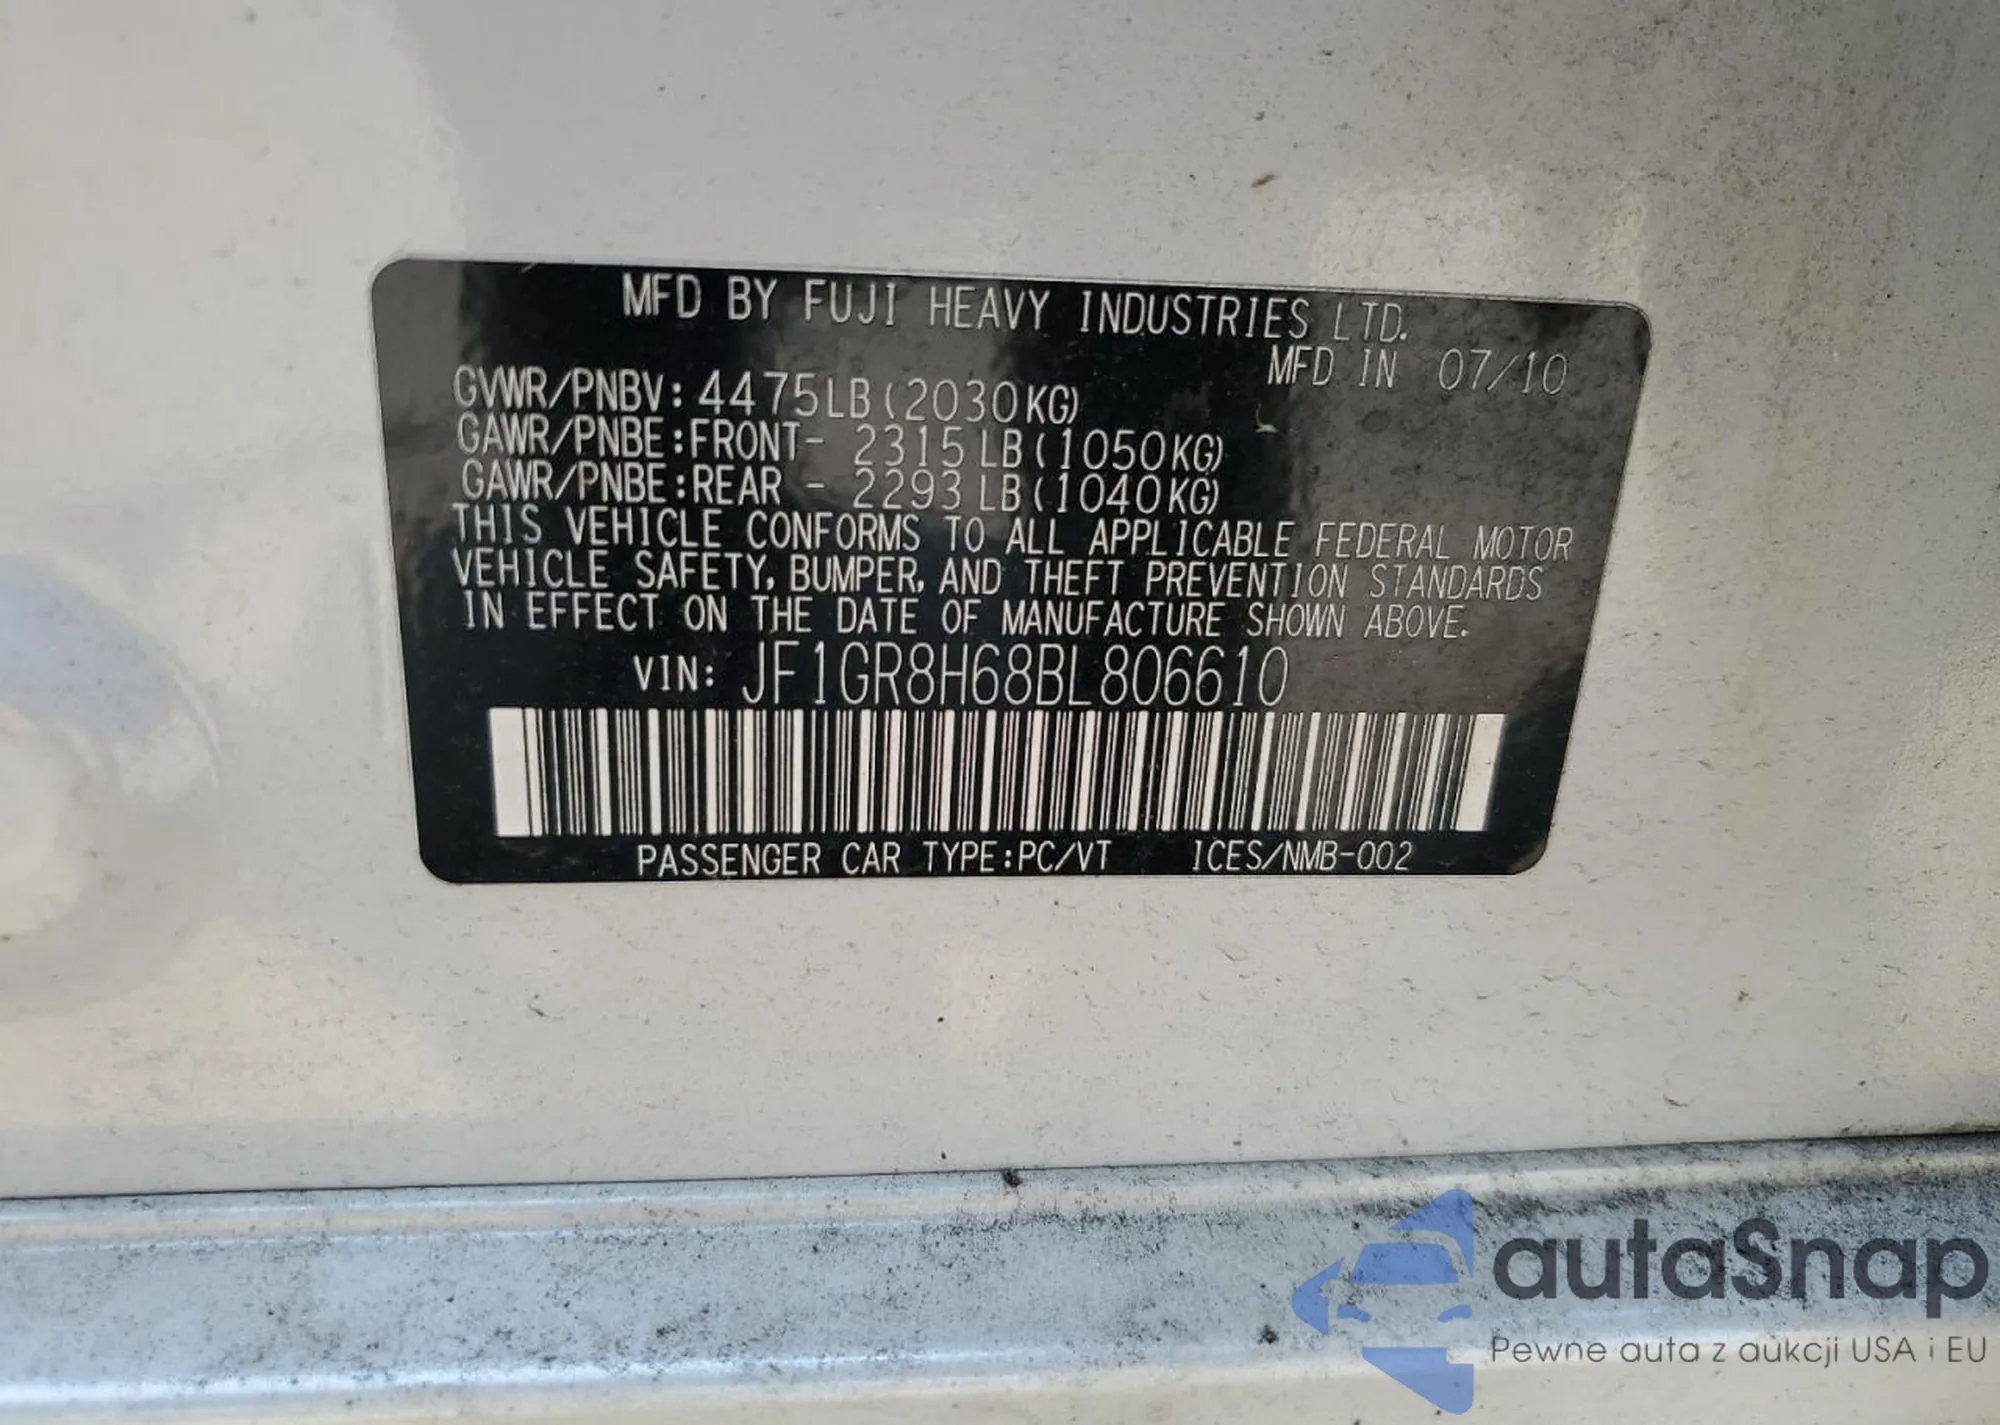 MFD BY FUJI HEAVY INDUSTRIES LTD.
MFD IN 07/10
GVWR/PNBV: 4475LB(2030KG)
GAWR/PNBE:FRONT- 2315LB(1050KG)
GAWR/PNBE:REAR - 2293LB(1040KG)
THIS VEHICLE CONFORMS TO ALL APPLICABLE FEDERAL MOTOR
VEHICLE SAFETY, BUMPER, AND THEFT PREVENTION STANDARDS
IN EFFECT ON THE DATE OF MANUFACTURE SHOWN ABOVE.
VIN: JF1GR8H68BL806610
PASSENGER CAR TYPE:PC/VT ICES/NMB-002
autaSnap
Pewne auta z aukcji USA i EU